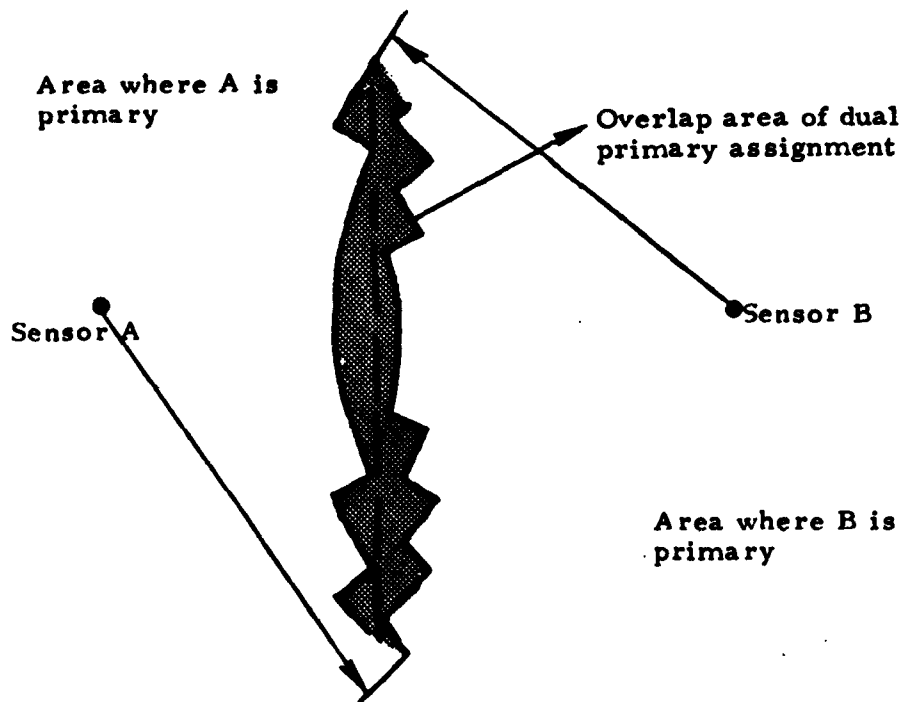 Area where A is
primary
Overlap area of dual
primary assignment
Sensor A
Sensor B
Area where B is
primary